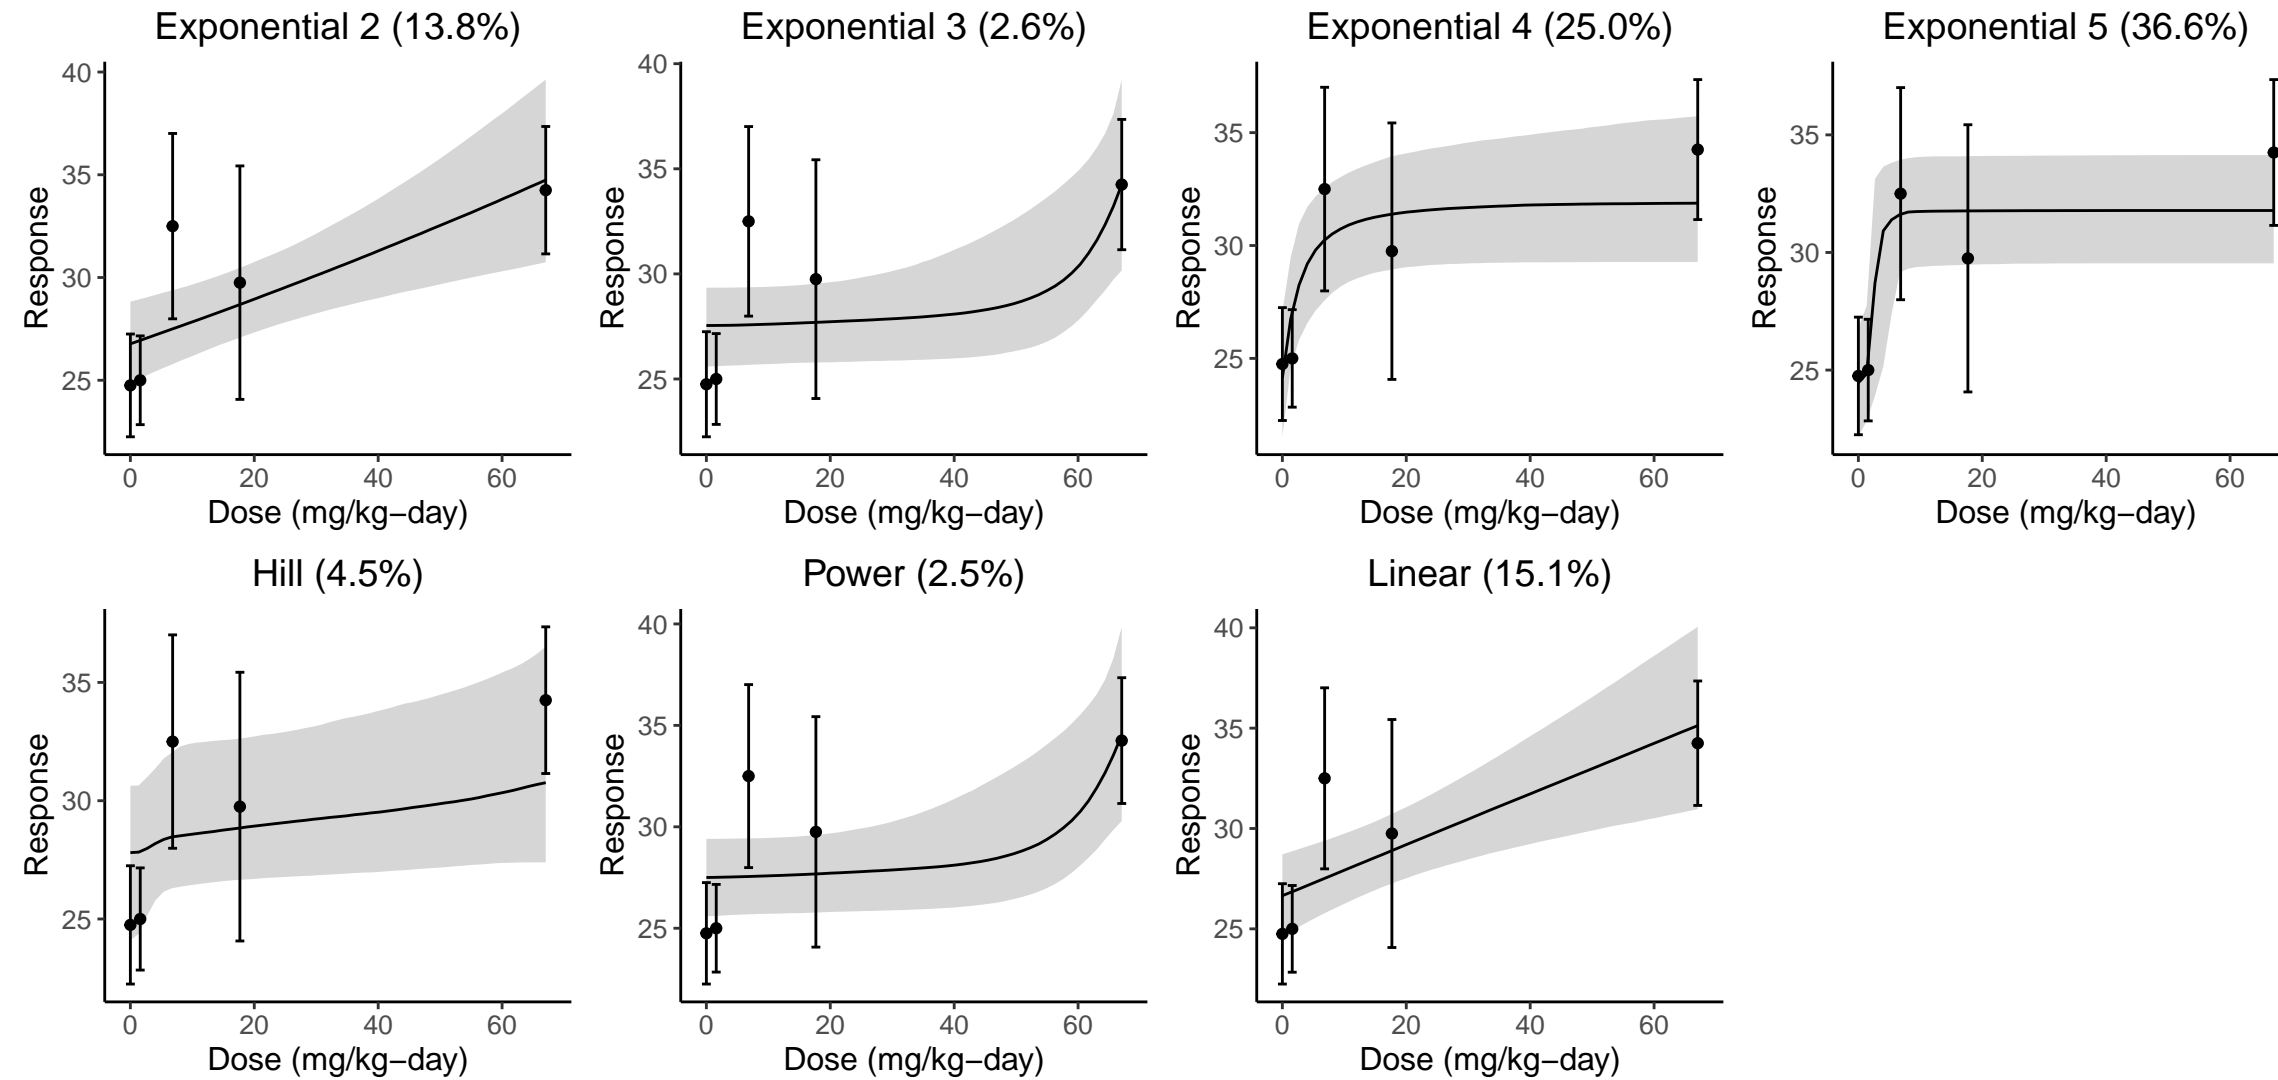 Exponential 2 (13.8%)
Response
40
35
30
25
0 20 40 60
Dose (mg/kg−day)
Exponential 3 (2.6%)
Response
40
35
30
25
0 20 40 60
Dose (mg/kg−day)
Exponential 4 (25.0%)
Response
35
30
25
0 20 40 60
Dose (mg/kg−day)
Exponential 5 (36.6%)
Response
35
30
25
0 20 40 60
Dose (mg/kg−day)
Hill (4.5%)
Response
35
30
25
0 20 40 60
Dose (mg/kg−day)
Power (2.5%)
Response
40
35
30
25
0 20 40 60
Dose (mg/kg−day)
Linear (15.1%)
Response
40
35
30
25
0 20 40 60
Dose (mg/kg−day)